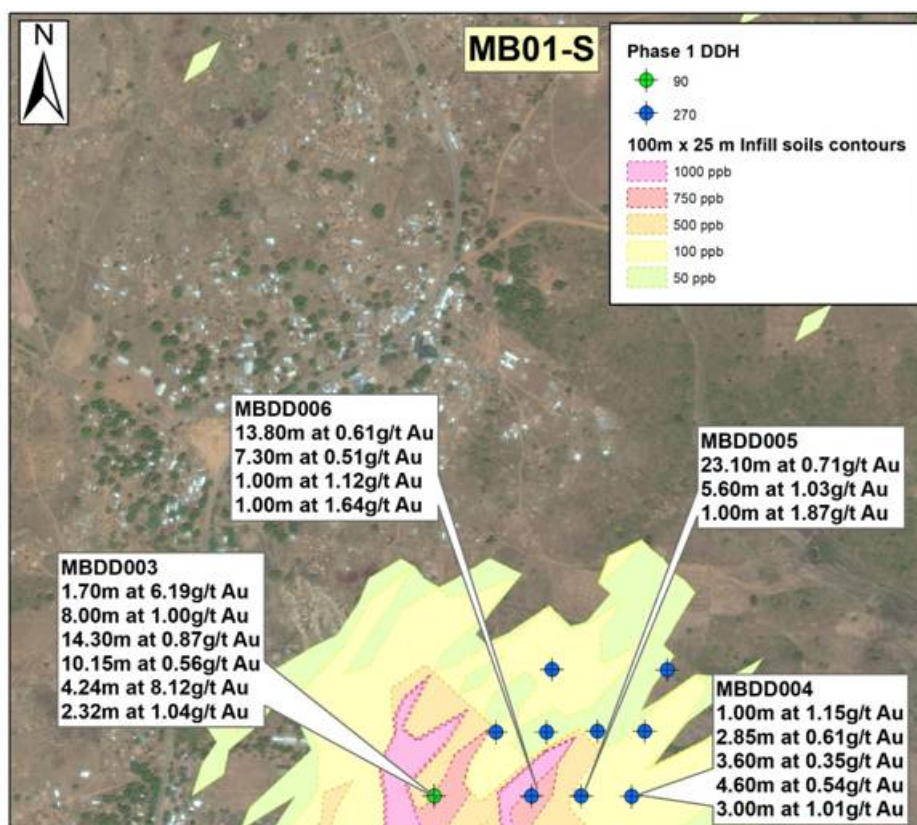 N
MB01-S
Phase 1 DDH
90
270
100m x 25 m Infill soils contours
1000 ppb
750 ppb
500 ppb
100 ppb
50 ppb
MBDD006
13.80m at 0.61g/t Au
7.30m at 0.51g/t Au
1.00m at 1.12g/t Au
1.00m at 1.64g/t Au
MBDD005
23.10m at 0.71g/t Au
5.60m at 1.03g/t Au
1.00m at 1.87g/t Au
MBDD003
1.70m at 6.19g/t Au
8.00m at 1.00g/t Au
14.30m at 0.87g/t Au
10.15m at 0.56g/t Au
4.24m at 8.12g/t Au
2.32m at 1.04g/t Au
MBDD004
1.00m at 1.15g/t Au
2.85m at 0.61g/t Au
3.60m at 0.35g/t Au
4.60m at 0.54g/t Au
3.00m at 1.01g/t Au